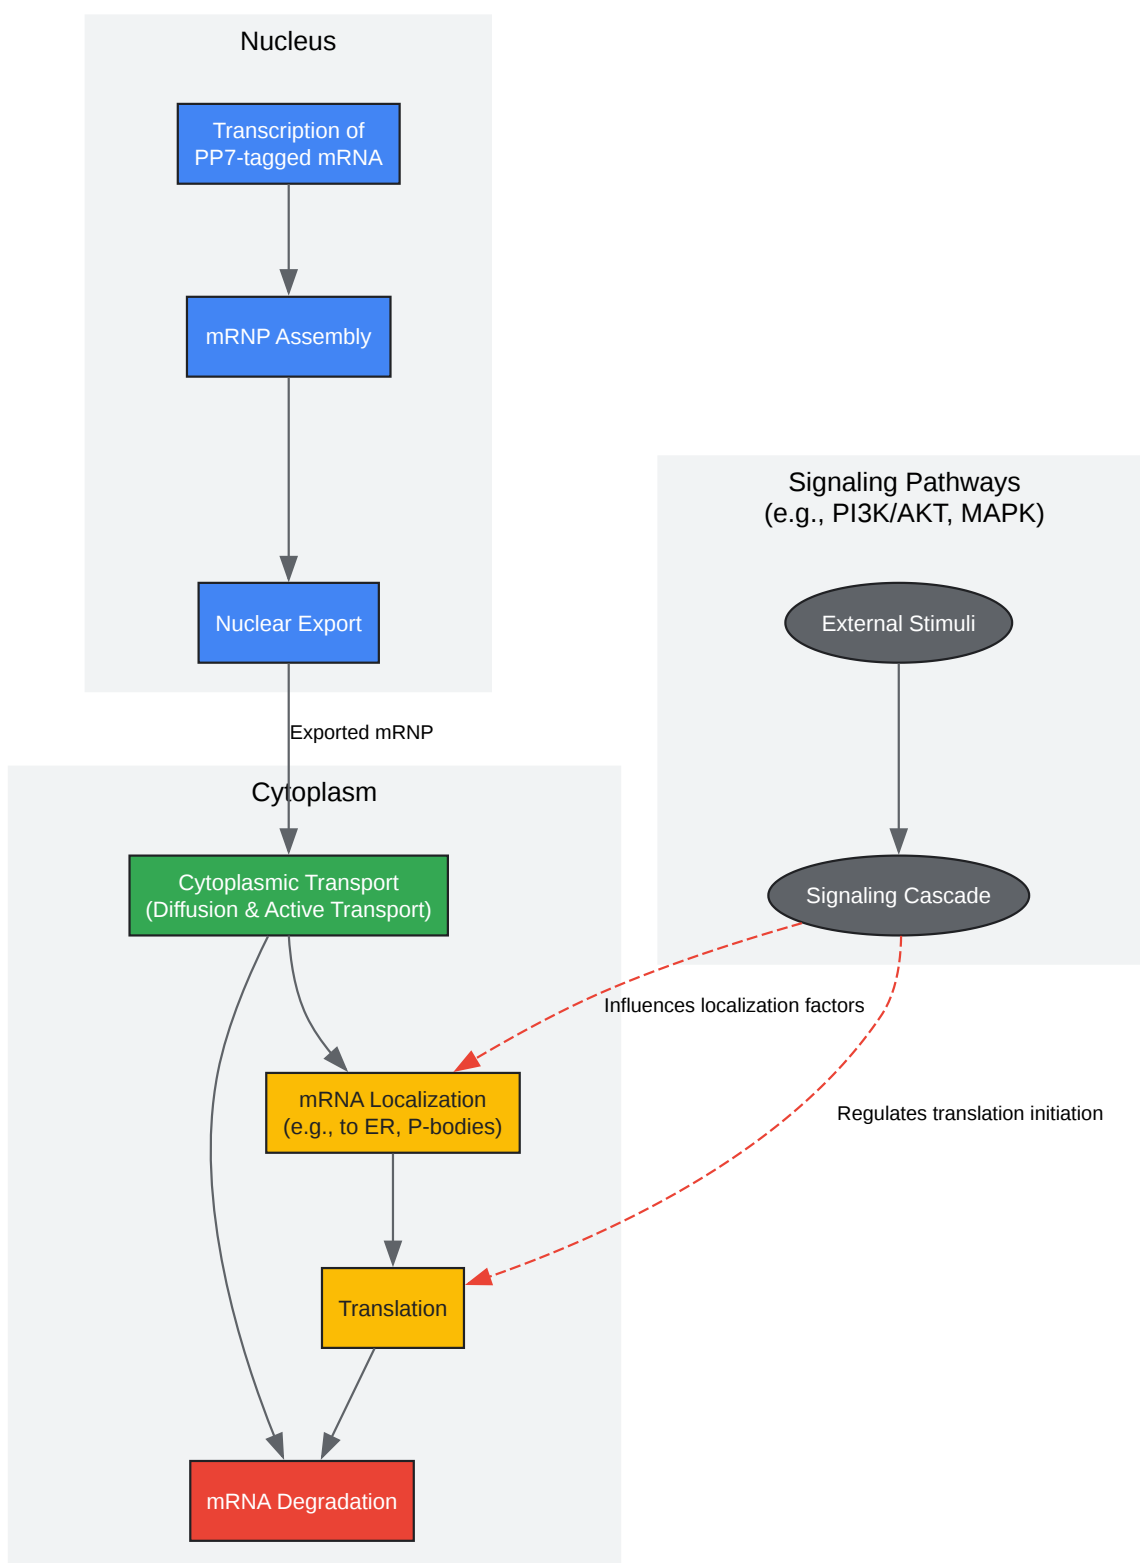 Nucleus
Transcription of
PP7-tagged mRNA
mRNP Assembly
Nuclear Export
Exported mRNP
Signaling Pathways
(e.g., PI3K/AKT, MAPK)
External Stimuli
Signaling Cascade
Cytoplasm
Cytoplasmic Transport
(Diffusion & Active Transport)
Influences localization factors
mRNA Localization
(e.g., to ER, P-bodies)
Regulates translation initiation
Translation
mRNA Degradation